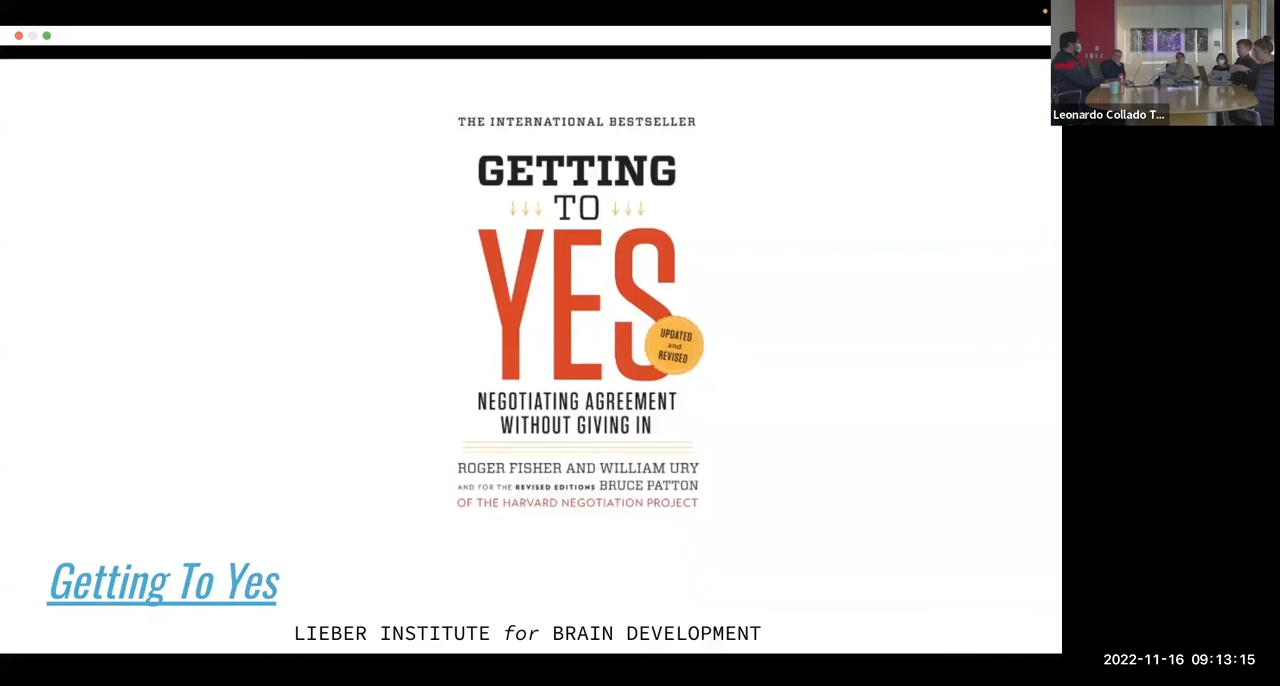 Leonardo Collado T...
THE INTERNATIONAL BESTSELLER
GETTING
TO
YES
UPDATED
and
REVISED
NEGOTIATING AGREEMENT
WITHOUT GIVING IN
ROGER FISHER AND WILLIAM URY
AND FOR THE REVISED EDITIONS BRUCE PATTON
OF THE HARVARD NEGOTIATION PROJECT
Getting To Yes
LIEBER INSTITUTE for BRAIN DEVELOPMENT
2022-11-16 09:13:15